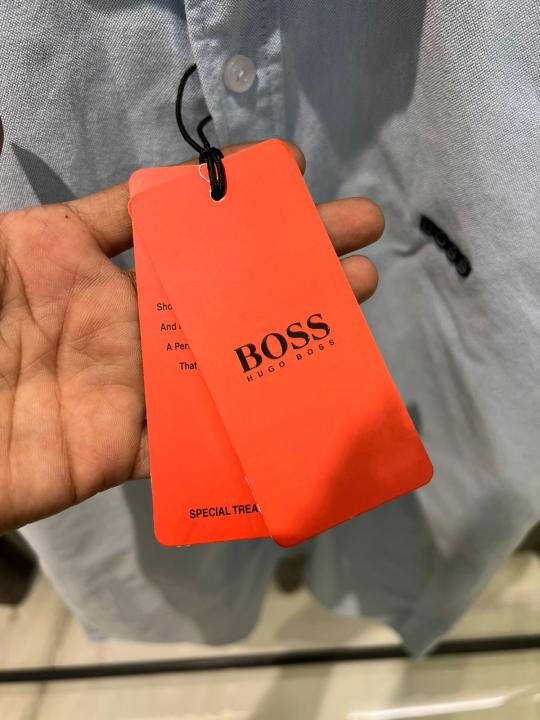 BOSS
HUGO BOSS
Sho
And
A Per
That
SPECIAL TREA